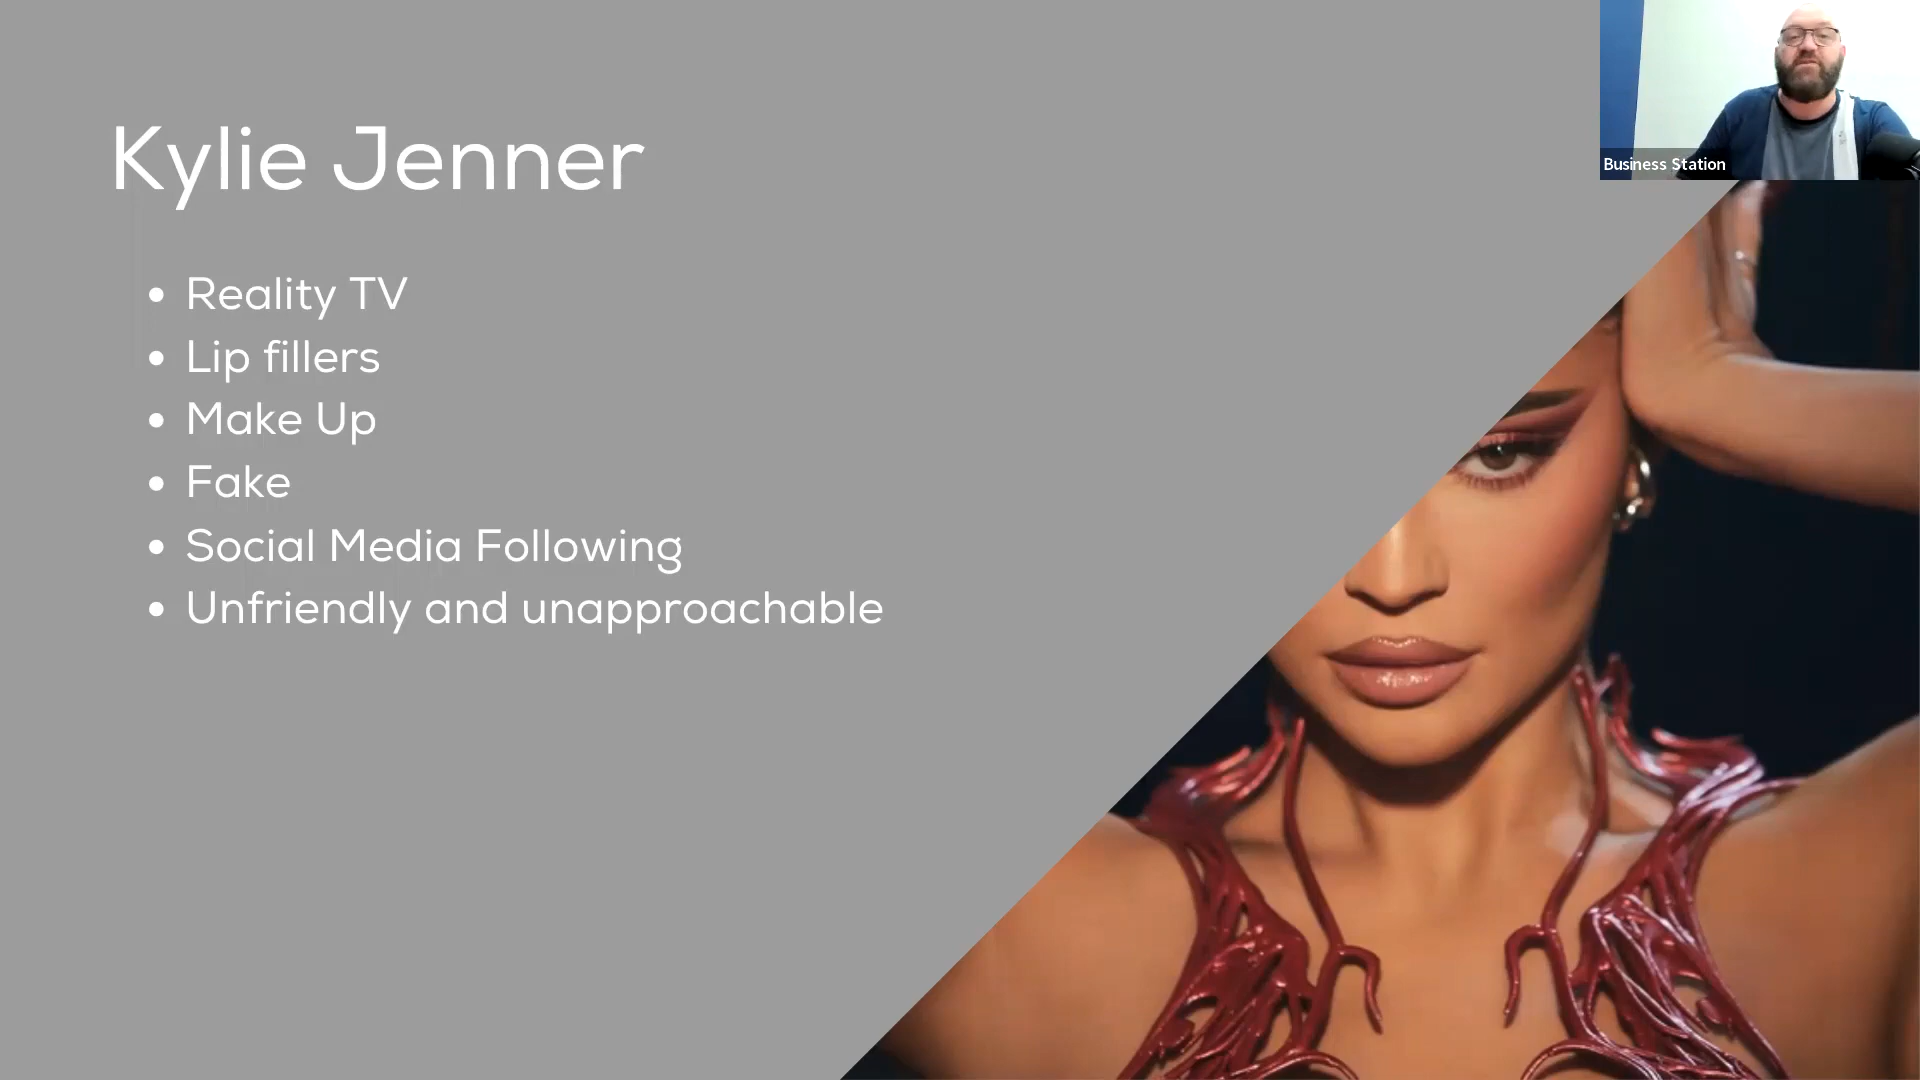 Kylie Jenner
Reality TV
Lip fillers
Make Up
Fake
Social Media Following
Unfriendly and unapproachable
Business Station